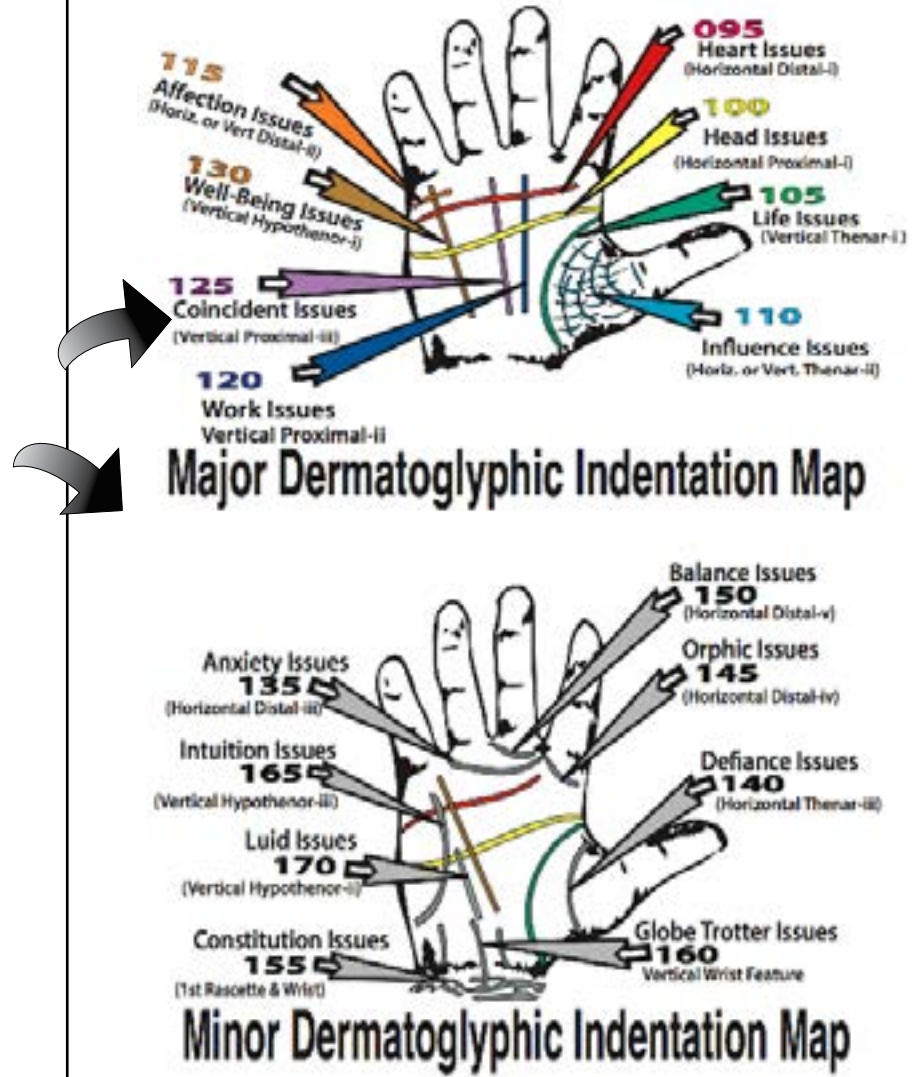 115
Affection Issues
(Horiz. or Vert Distal-ii)
130
Well-Being Issues
(Vertical Hypothenor-i)
125
Coincident Issues
(Vertical Proximal-iii)
120
Work Issues
Vertical Proximal-ii
095
Heart Issues
(Horizontal Distal-i)
100
Head Issues
(Horizontal Proximal-i)
105
Life Issues
(Vertical Thenar-i)
110
Influence Issues
(Horiz. or Vert. Thenar-ii)
Major Dermatoglyphic Indentation Map
Balance Issues
150
(Horizontal Distal-v)
Orphic Issues
145
(Horizontal Distal-iv)
Anxiety Issues
135
(Horizontal Distal-iii)
Intuition Issues
165
(Vertical Hypothenor-iii)
Defiance Issues
140
(Horizontal Thenar-iii)
Luid Issues
170
(Vertical Hypothenor-ii)
Constitution Issues
155
(1st Rascette & Wrist)
Globe Trotter Issues
160
Vertical Wrist Feature
Minor Dermatoglyphic Indentation Map